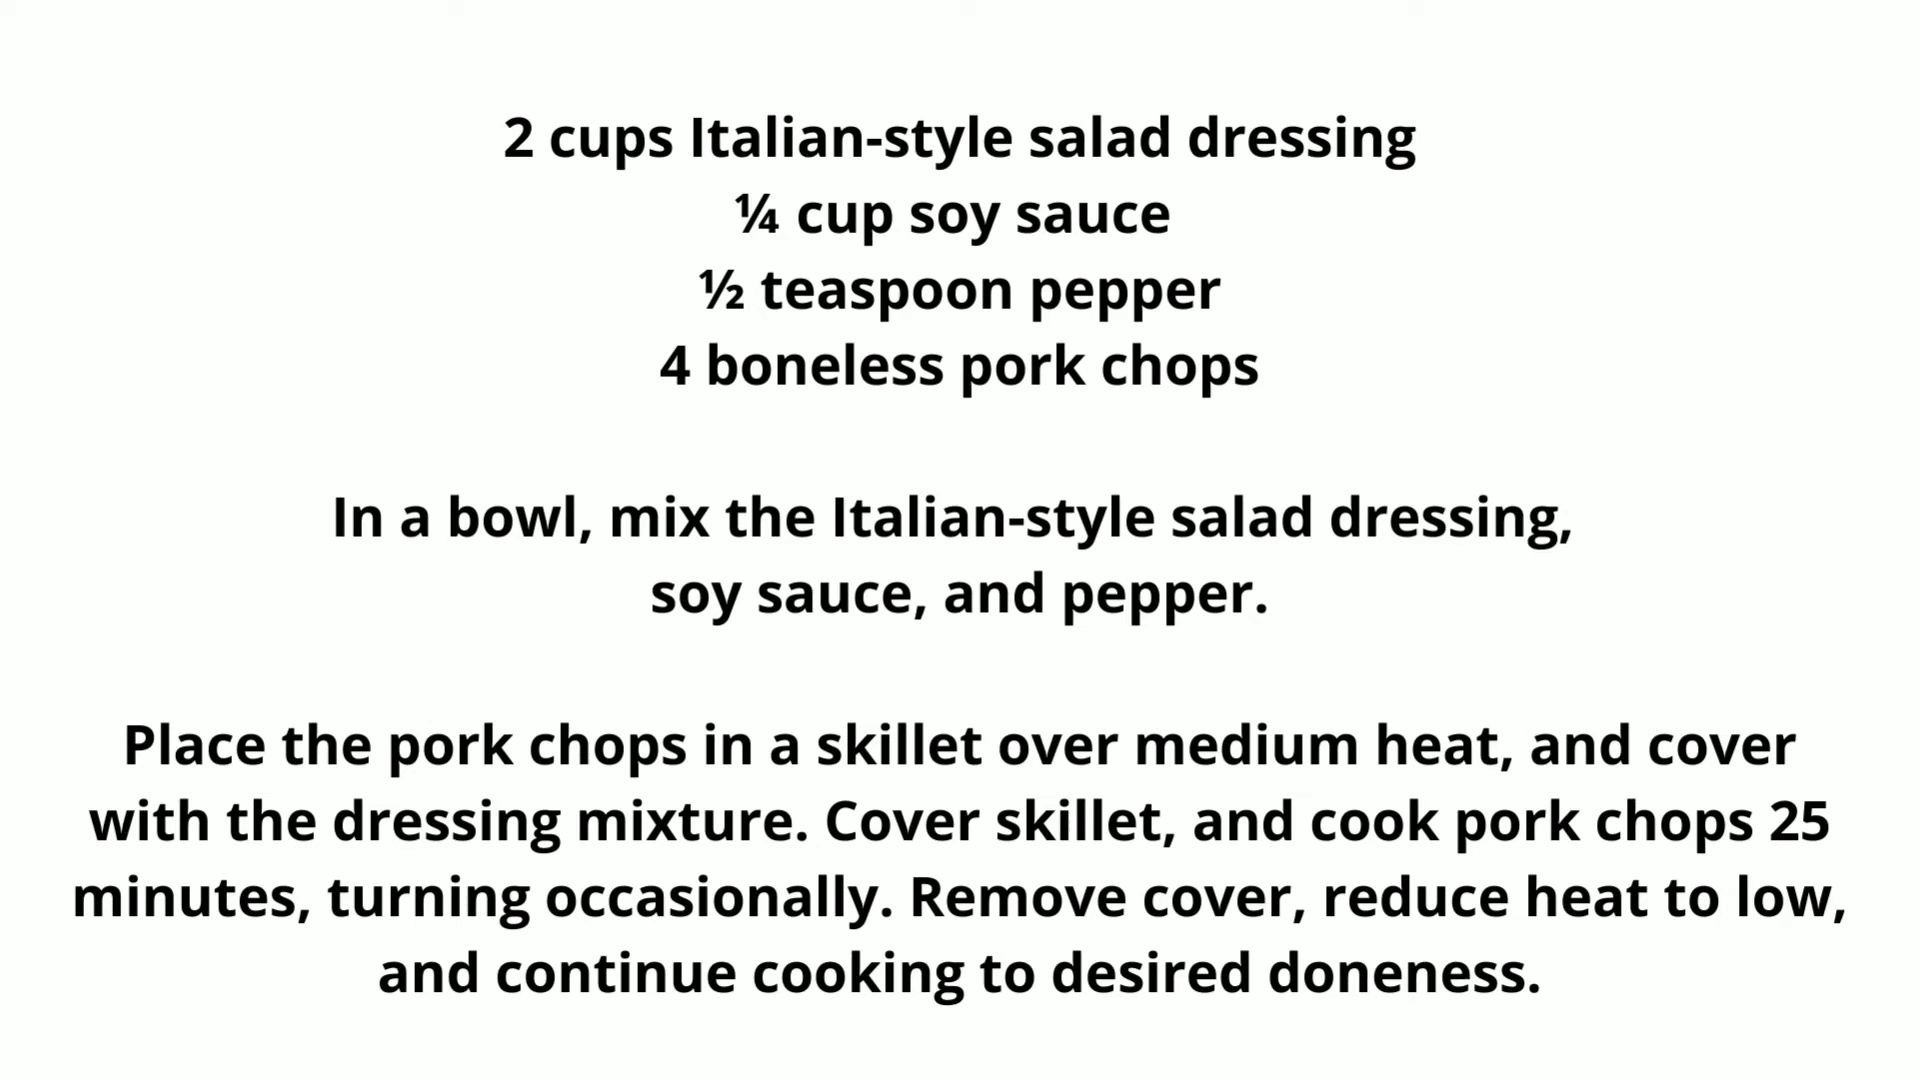 2 cups Italian-style salad dressing
¼ cup soy sauce
½ teaspoon pepper
4 boneless pork chops
In a bowl, mix the Italian-style salad dressing,
soy sauce, and pepper.
Place the pork chops in a skillet over medium heat, and cover
with the dressing mixture. Cover skillet, and cook pork chops 25
minutes, turning occasionally. Remove cover, reduce heat to low,
and continue cooking to desired doneness.